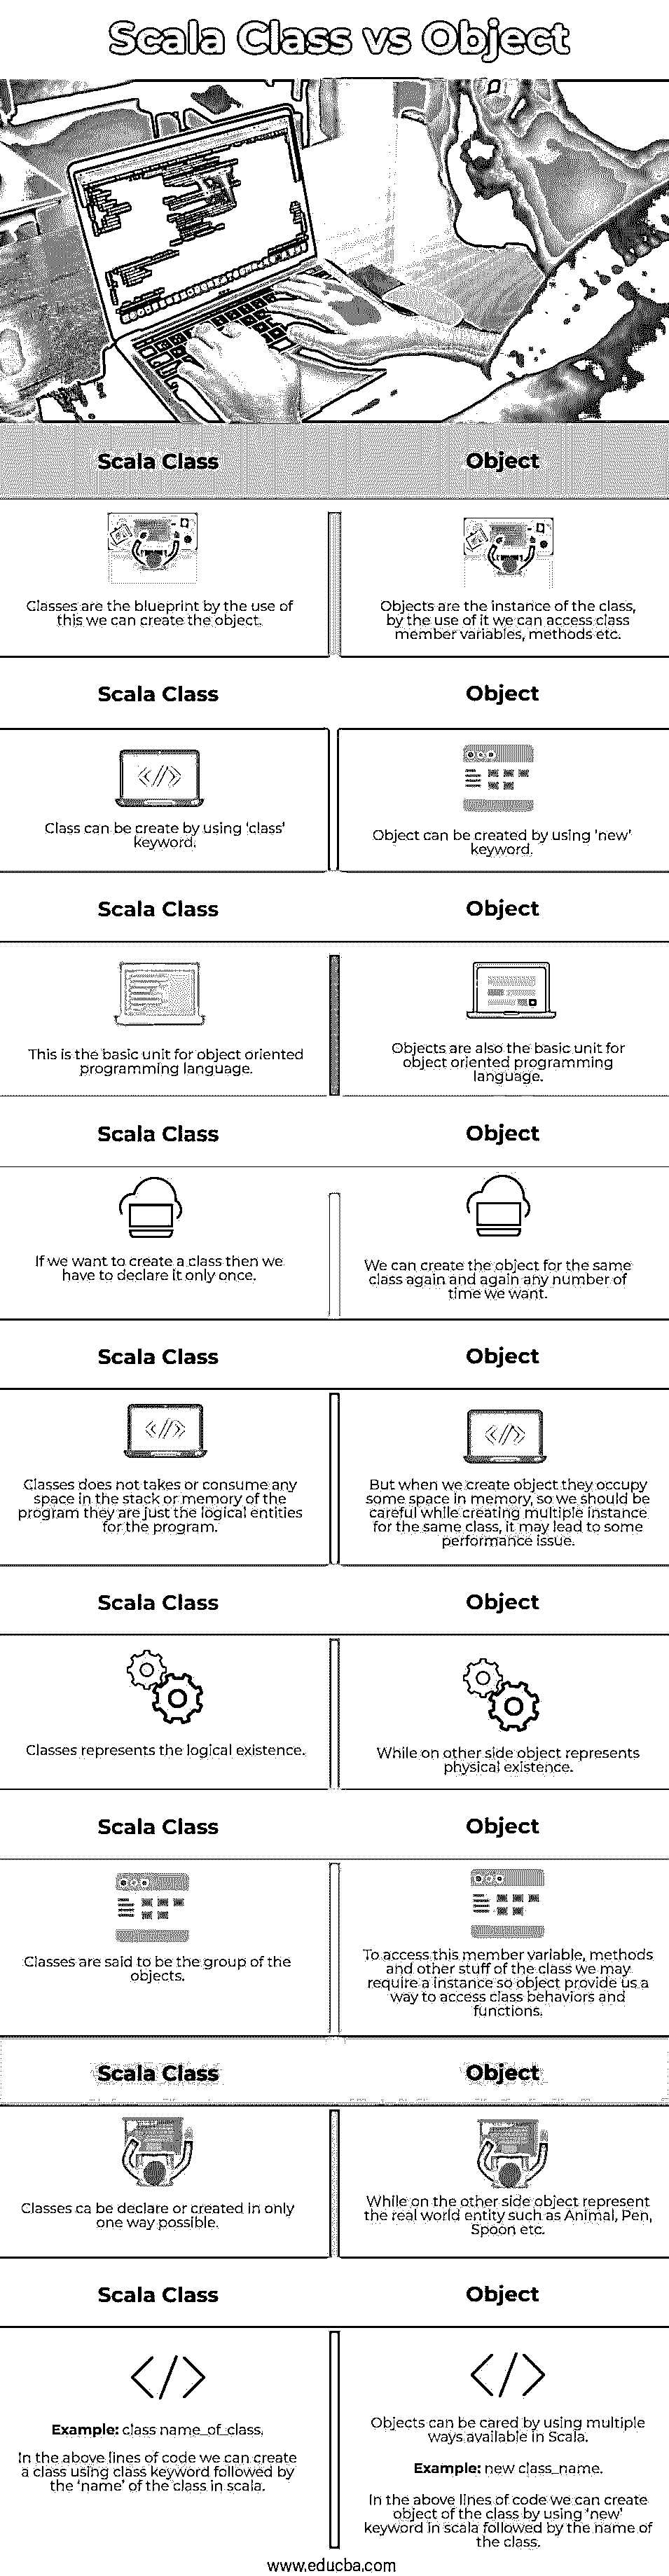 Scala Class vs Object
Scala Class
Object
Classes are the blueprint by the use of
this we can create the object.
Objects are the instance of the class,
by the use of it we can access class
member variables, methods etc.
Scala Class
Object
Class can be create by using 'class'
keyword.
Object can be created by using 'new'
keyword.
Scala Class
Object
This is the basic unit for object oriented
programming language.
Objects are also the basic unit for
object oriented programming
language.
Scala Class
Object
If we want to create a class then we
have to declare it only once.
We can create the object for the same
class again and again any number of
time we want.
Scala Class
Object
Classes does not takes or consume any
space in the stack or memory of the
program they are just the logical entities
for the program.
But when we create object they occupy
some space in memory, so we should be
careful while creating multiple instance
for the same class, it may lead to some
performance issue.
Scala Class
Object
Classes represents the logical existence.
While on other side object represents
physical existence.
Scala Class
Object
Classes are said to be the group of the
objects.
To access this member variable, methods
and other stuff of the class we may
require a instance so object provide us a
way to access class behaviors and
functions.
Scala Class
Object
Classes ca be declare or created in only
one way possible.
While on the other side object represent
the real world entity such as Animal, Pen,
Spoon etc.
Scala Class
Object
Example: class name_of_class.
In the above lines of code we can create
a class using class keyword followed by
the 'name' of the class in scala.
Objects can be cared by using multiple
ways available in Scala.
Example: new class_name.
In the above lines of code we can create
object of the class by using 'new'
keyword in scala followed by the name of
the class.
www.educba.com